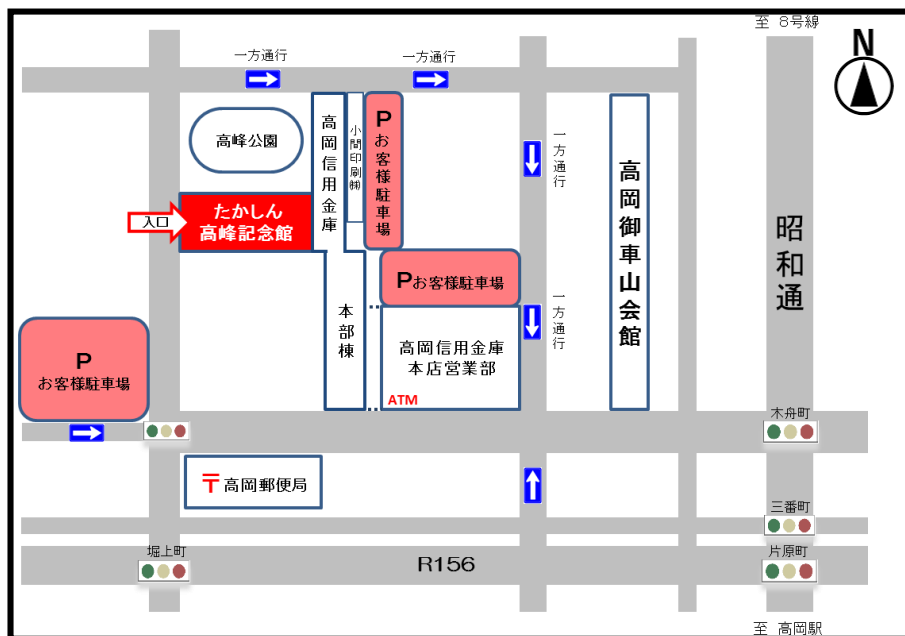 至 8号線
一方通行
一方通行
N
高峰公園
高岡信用金庫
小間印刷㈱
P
お客様駐車場
一方通行
高岡御車山会館
昭和通
入口
たかしん
高峰記念館
Pお客様駐車場
一方通行
本部棟
高岡信用金庫
本店営業部
ATM
P
お客様駐車場
木舟町
〒高岡郵便局
三番町
堀上町
R156
片原町
至 高岡駅